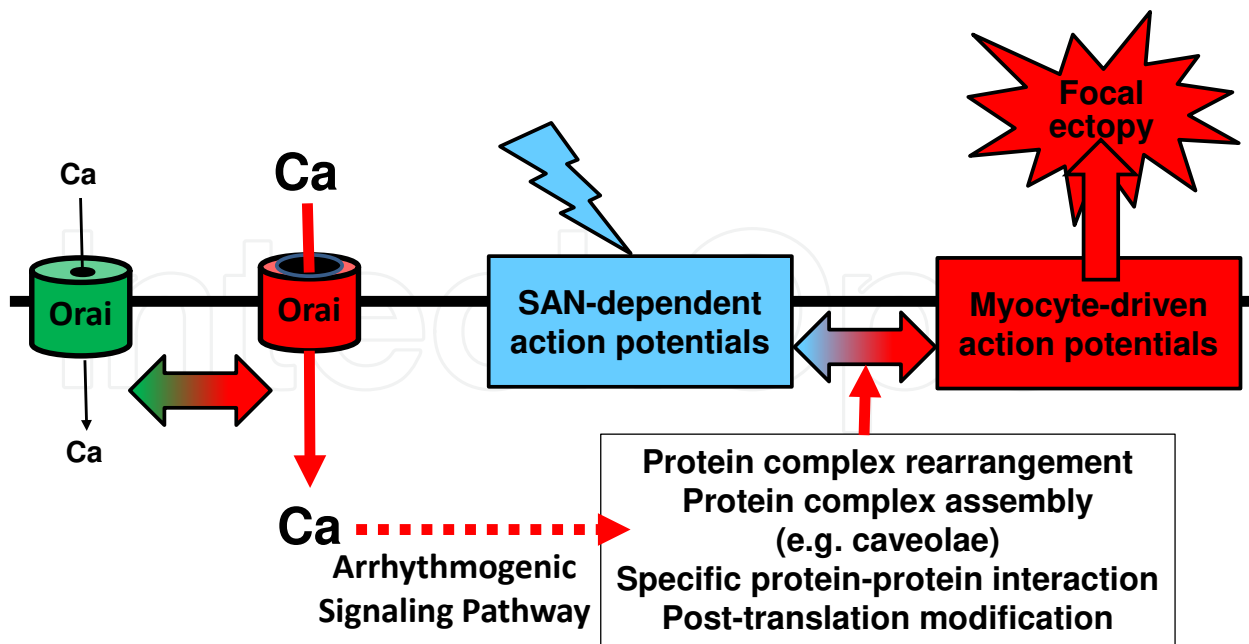 Focal
ectopy
Ca
Ca
Orai
Orai
SAN-dependent
action potentials
Myocyte-driven
action potentials
Ca
Ca
Arrhythmogenic
Signaling Pathway
Protein complex rearrangement
Protein complex assembly
(e.g. caveolae)
Specific protein-protein interaction
Post-translation modification